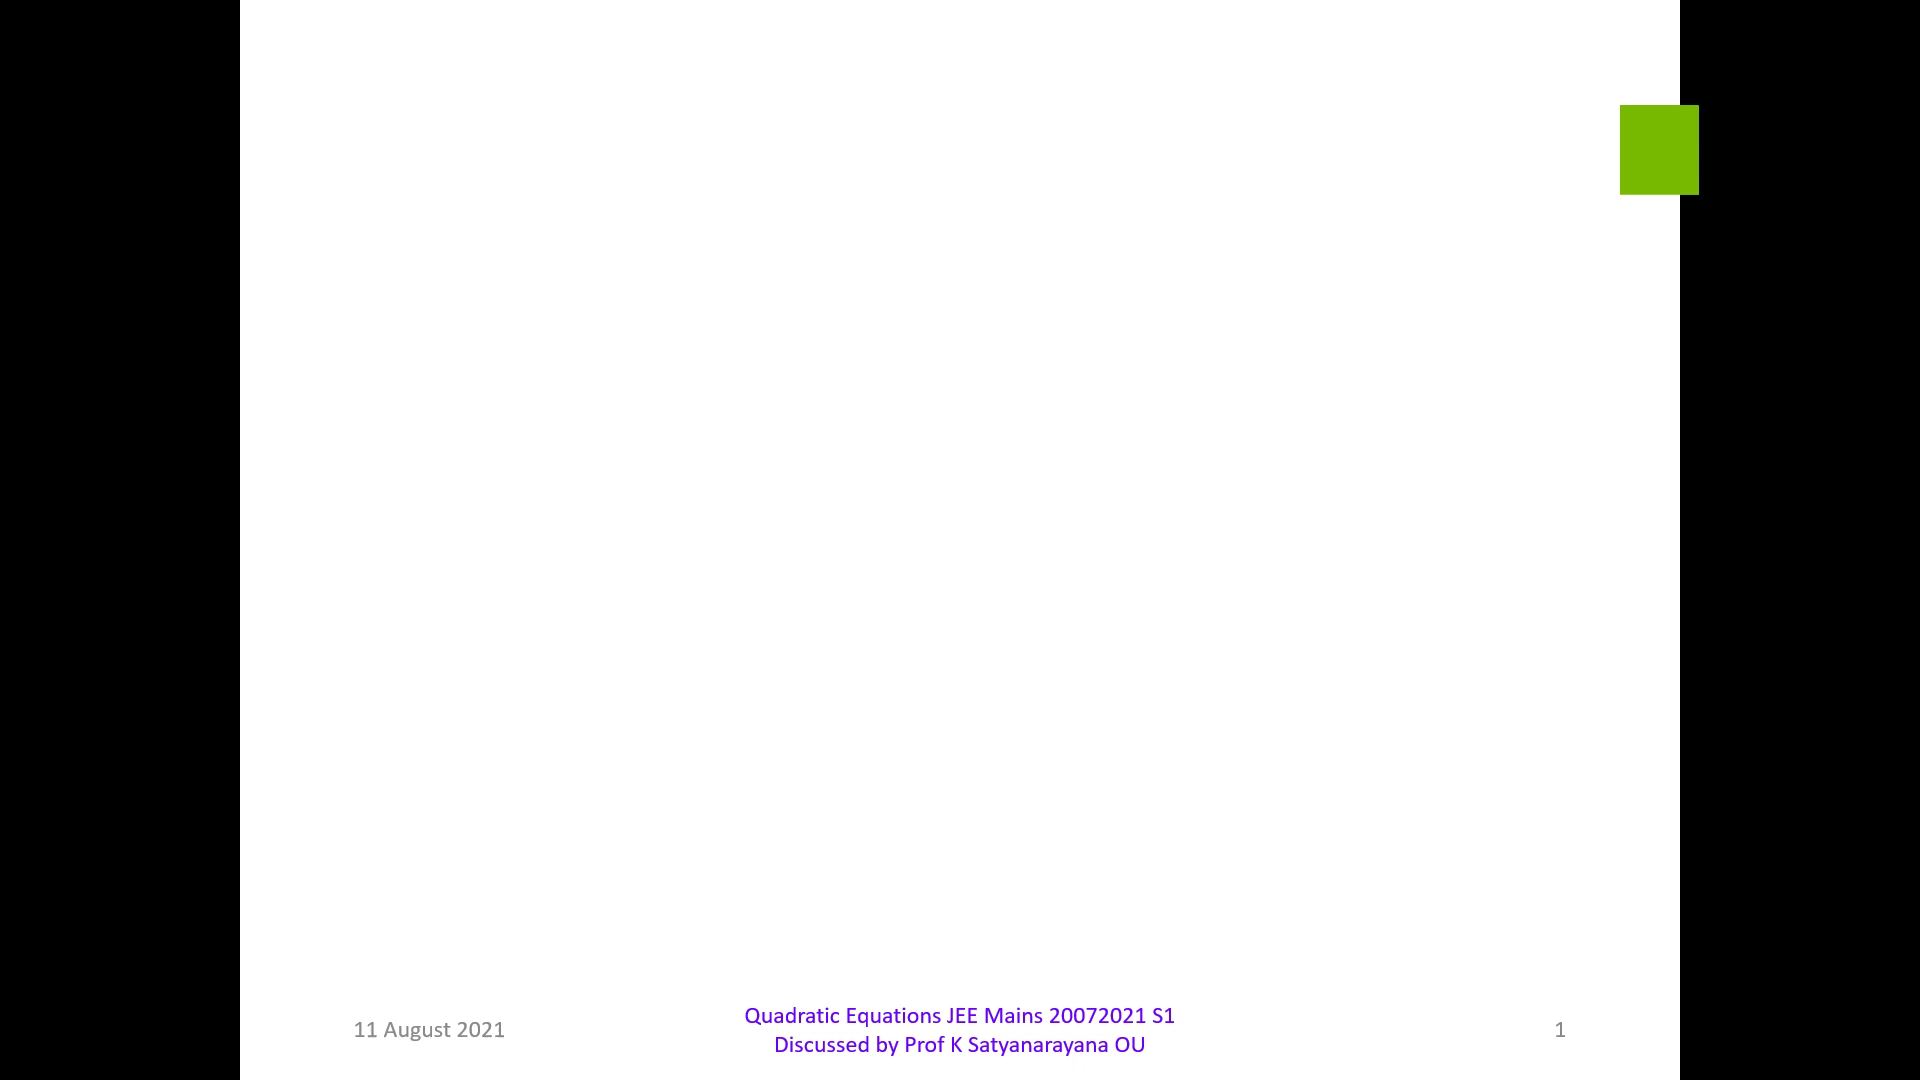 11 August 2021
Quadratic Equations JEE Mains 20072021 S1
Discussed by Prof K Satyanarayana OU
1